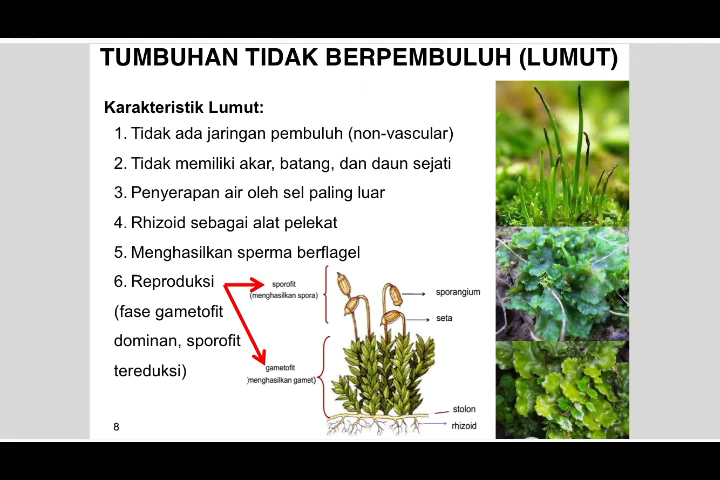 TUMBUHAN TIDAK BERPEMBULUH (LUMUT)
Karakteristik Lumut:
1. Tidak ada jaringan pembuluh (non-vascular)
2. Tidak memiliki akar, batang, dan daun sejati
3. Penyerapan air oleh sel paling luar
4. Rhizoid sebagai alat pelekat
5. Menghasilkan sperma berflagel
6. Reproduksi
(fase gametofit
dominan, sporofit
tereduksi)
sporofit
(menghasilkan spora)
sporangium
seta
gametofit
(menghasilkan gamet)
stolon
rhizoid
8